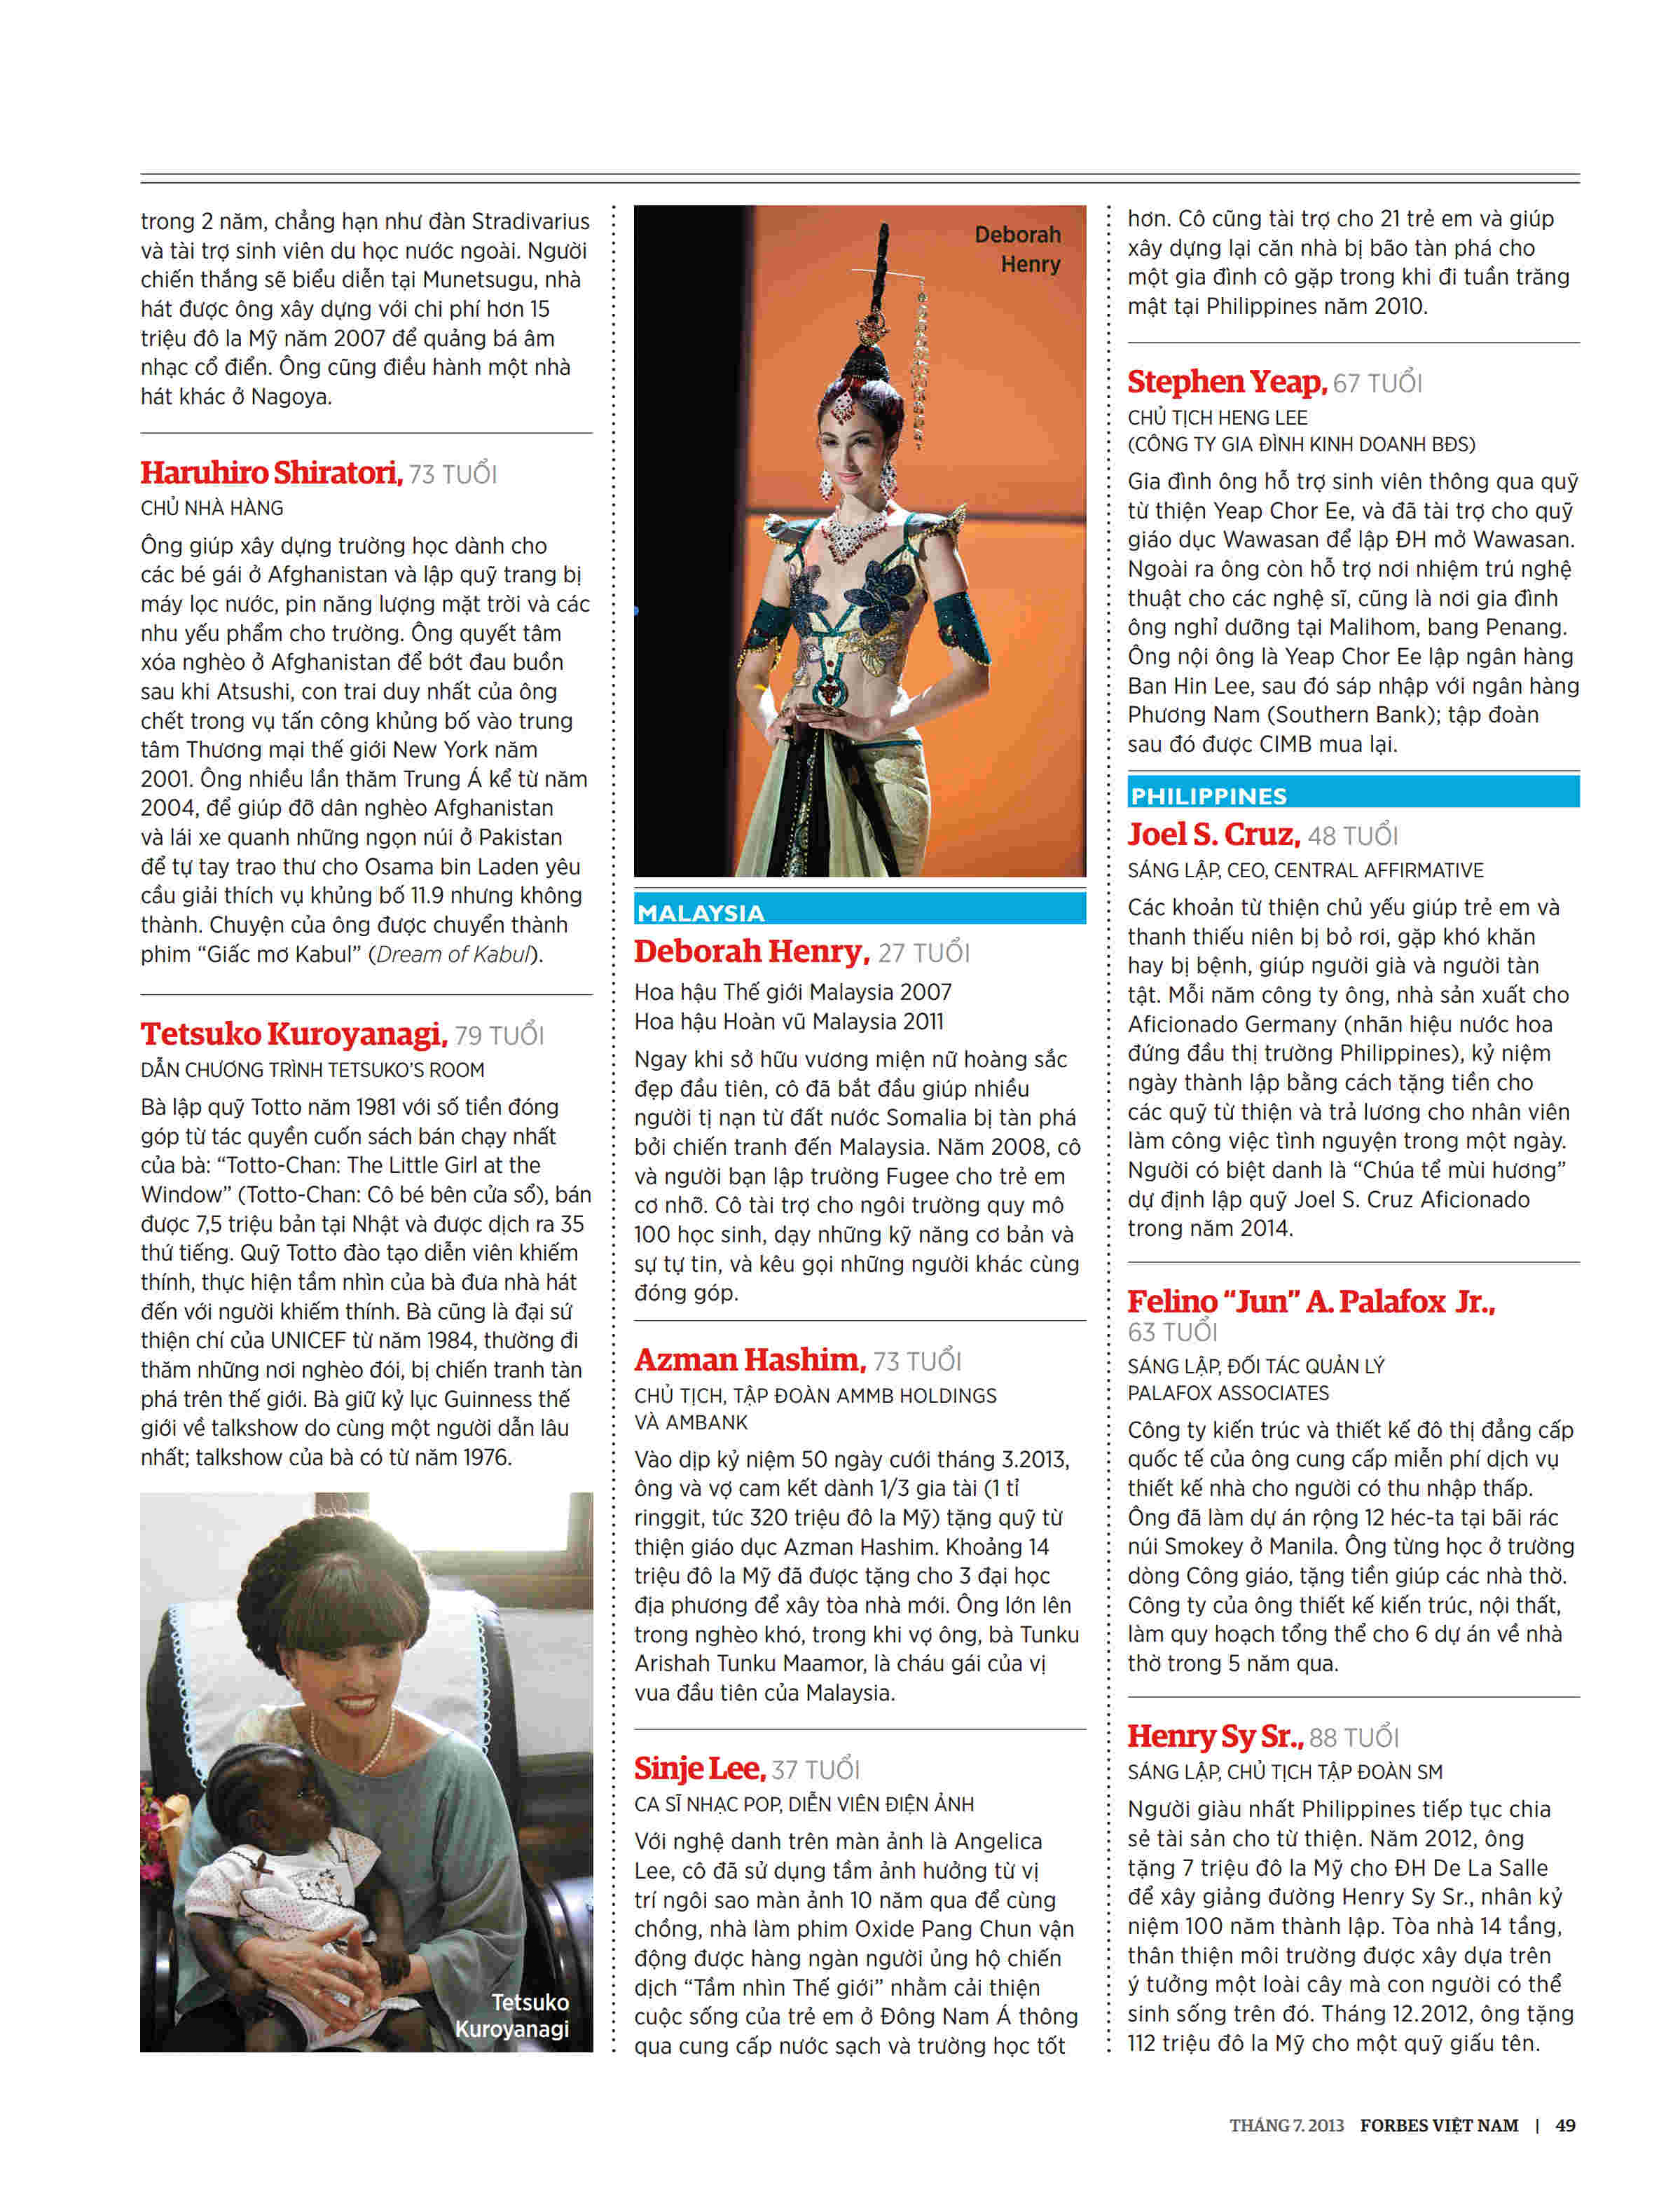 trong 2 năm, chẳng hạn như đàn Stradivarius
và tài trợ sinh viên du học nước ngoài. Người
chiến thắng sẽ biểu diễn tại Munetsugu, nhà
hát được ông xây dựng với chi phí hơn 15
triệu đô la Mỹ năm 2007 để quảng bá âm
nhạc cổ điển. Ông cũng điều hành một nhà
hát khác ở Nagoya.
Haruhiro Shiratori, 73 TUỔI
CHỦ NHÀ HÀNG
Ông giúp xây dựng trường học dành cho
các bé gái ở Afghanistan và lập quỹ trang bị
máy lọc nước, pin năng lượng mặt trời và các
nhu yếu phẩm cho trường. Ông quyết tâm
xóa nghèo ở Afghanistan để bớt đau buồn
sau khi Atsushi, con trai duy nhất của ông
chết trong vụ tấn công khủng bố vào trung
tâm Thương mại thế giới New York năm
2001. Ông nhiều lần thăm Trung Á kể từ năm
2004, để giúp đỡ dân nghèo Afghanistan
và lái xe quanh những ngọn núi ở Pakistan
để tự tay trao thư cho Osama bin Laden yêu
cầu giải thích vụ khủng bố 11.9 nhưng không
thành. Chuyện của ông được chuyển thành
phim “Giấc mơ Kabul” (Dream of Kabul).
Tetsuko Kuroyanagi, 79 TUỔI
DẪN CHƯƠNG TRÌNH TETSUKO’S ROOM
Bà lập quỹ Totto năm 1981 với số tiền đóng
góp từ tác quyền cuốn sách bán chạy nhất
của bà: “Totto-Chan: The Little Girl at the
Window” (Totto-Chan: Cô bé bên cửa sổ), bán
được 7,5 triệu bản tại Nhật và được dịch ra 35
thứ tiếng. Quỹ Totto đào tạo diễn viên khiếm
thính, thực hiện tầm nhìn của bà đưa nhà hát
đến với người khiếm thính. Bà cũng là đại sứ
thiện chí của UNICEF từ năm 1984, thường đi
thăm những nơi nghèo đói, bị chiến tranh tàn
phá trên thế giới. Bà giữ kỷ lục Guinness thế
giới về talkshow do cùng một người dẫn lâu
nhất; talkshow của bà có từ năm 1976.
Tetsuko
Kuroyanagi
Deborah
Henry
MALAYSIA
Deborah Henry, 27 TUỔI
Hoa hậu Thế giới Malaysia 2007
Hoa hậu Hoàn vũ Malaysia 2011
Ngay khi sở hữu vương miện nữ hoàng sắc
đẹp đầu tiên, cô đã bắt đầu giúp nhiều
người tị nạn từ đất nước Somalia bị tàn phá
bởi chiến tranh đến Malaysia. Năm 2008, cô
và người bạn lập trường Fugee cho trẻ em
cơ nhỡ. Cô tài trợ cho ngôi trường quy mô
100 học sinh, dạy những kỹ năng cơ bản và
sự tự tin, và kêu gọi những người khác cùng
đóng góp.
Azman Hashim, 73 TUỔI
CHỦ TỊCH, TẬP ĐOÀN AMMB HOLDINGS
VÀ AMBANK
Vào dịp kỷ niệm 50 ngày cưới tháng 3.2013,
ông và vợ cam kết dành 1/3 gia tài (1 tỉ
ringgit, tức 320 triệu đô la Mỹ) tặng quỹ từ
thiện giáo dục Azman Hashim. Khoảng 14
triệu đô la Mỹ đã được tặng cho 3 đại học
địa phương để xây tòa nhà mới. Ông lớn lên
trong nghèo khó, trong khi vợ ông, bà Tunku
Arishah Tunku Maamor, là cháu gái của vị
vua đầu tiên của Malaysia.
Sinje Lee, 37 TUỔI
CA SĨ NHẠC POP, DIỄN VIÊN ĐIỆN ẢNH
Với nghệ danh trên màn ảnh là Angelica
Lee, cô đã sử dụng tầm ảnh hưởng từ vị
trí ngôi sao màn ảnh 10 năm qua để cùng
chồng, nhà làm phim Oxide Pang Chun vận
động được hàng ngàn người ủng hộ chiến
dịch “Tầm nhìn Thế giới” nhằm cải thiện
cuộc sống của trẻ em ở Đông Nam Á thông
qua cung cấp nước sạch và trường học tốt
hơn. Cô cũng tài trợ cho 21 trẻ em và giúp
xây dựng lại căn nhà bị bão tàn phá cho
một gia đình cô gặp trong khi đi tuần trăng
mật tại Philippines năm 2010.
Stephen Yeap, 67 TUỔI
CHỦ TỊCH HENG LEE
(CÔNG TY GIA ĐÌNH KINH DOANH BĐS)
Gia đình ông hỗ trợ sinh viên thông qua quỹ
từ thiện Yeap Chor Ee, và đã tài trợ cho quỹ
giáo dục Wawasan để lập ĐH mở Wawasan.
Ngoài ra ông còn hỗ trợ nơi nhiệm trú nghệ
thuật cho các nghệ sĩ, cũng là nơi gia đình
ông nghỉ dưỡng tại Malihom, bang Penang.
Ông nội ông là Yeap Chor Ee lập ngân hàng
Ban Hin Lee, sau đó sáp nhập với ngân hàng
Phương Nam (Southern Bank); tập đoàn
sau đó được CIMB mua lại.
PHILIPPINES
Joel S. Cruz, 48 TUỔI
SÁNG LẬP, CEO, CENTRAL AFFIRMATIVE
Các khoản từ thiện chủ yếu giúp trẻ em và
thanh thiếu niên bị bỏ rơi, gặp khó khăn
hay bị bệnh, giúp người già và người tàn
tật. Mỗi năm công ty ông, nhà sản xuất cho
Aficionado Germany (nhãn hiệu nước hoa
đứng đầu thị trường Philippines), kỷ niệm
ngày thành lập bằng cách tặng tiền cho
các quỹ từ thiện và trả lương cho nhân viên
làm công việc tình nguyện trong một ngày.
Người có biệt danh là “Chúa tể mùi hương”
dự định lập quỹ Joel S. Cruz Aficionado
trong năm 2014.
Felino “Jun” A. Palafox Jr.,
63 TUỔI
SÁNG LẬP, ĐỐI TÁC QUẢN LÝ
PALAFOX ASSOCIATES
Công ty kiến trúc và thiết kế đô thị đẳng cấp
quốc tế của ông cung cấp miễn phí dịch vụ
thiết kế nhà cho người có thu nhập thấp.
Ông đã làm dự án rộng 12 héc-ta tại bãi rác
núi Smokey ở Manila. Ông từng học ở trường
dòng Công giáo, tặng tiền giúp các nhà thờ.
Công ty của ông thiết kế kiến trúc, nội thất,
làm quy hoạch tổng thể cho 6 dự án về nhà
thờ trong 5 năm qua.
Henry Sy Sr., 88 TUỔI
SÁNG LẬP, CHỦ TỊCH TẬP ĐOÀN SM
Người giàu nhất Philippines tiếp tục chia
sẻ tài sản cho từ thiện. Năm 2012, ông
tặng 7 triệu đô la Mỹ cho ĐH De La Salle
để xây giảng đường Henry Sy Sr., nhân kỷ
niệm 100 năm thành lập. Tòa nhà 14 tầng,
thân thiện môi trường được xây dựa trên
ý tưởng một loài cây mà con người có thể
sinh sống trên đó. Tháng 12.2012, ông tặng
112 triệu đô la Mỹ cho một quỹ giấu tên.
THÁNG 7. 2013 FORBES VIỆT NAM | 49